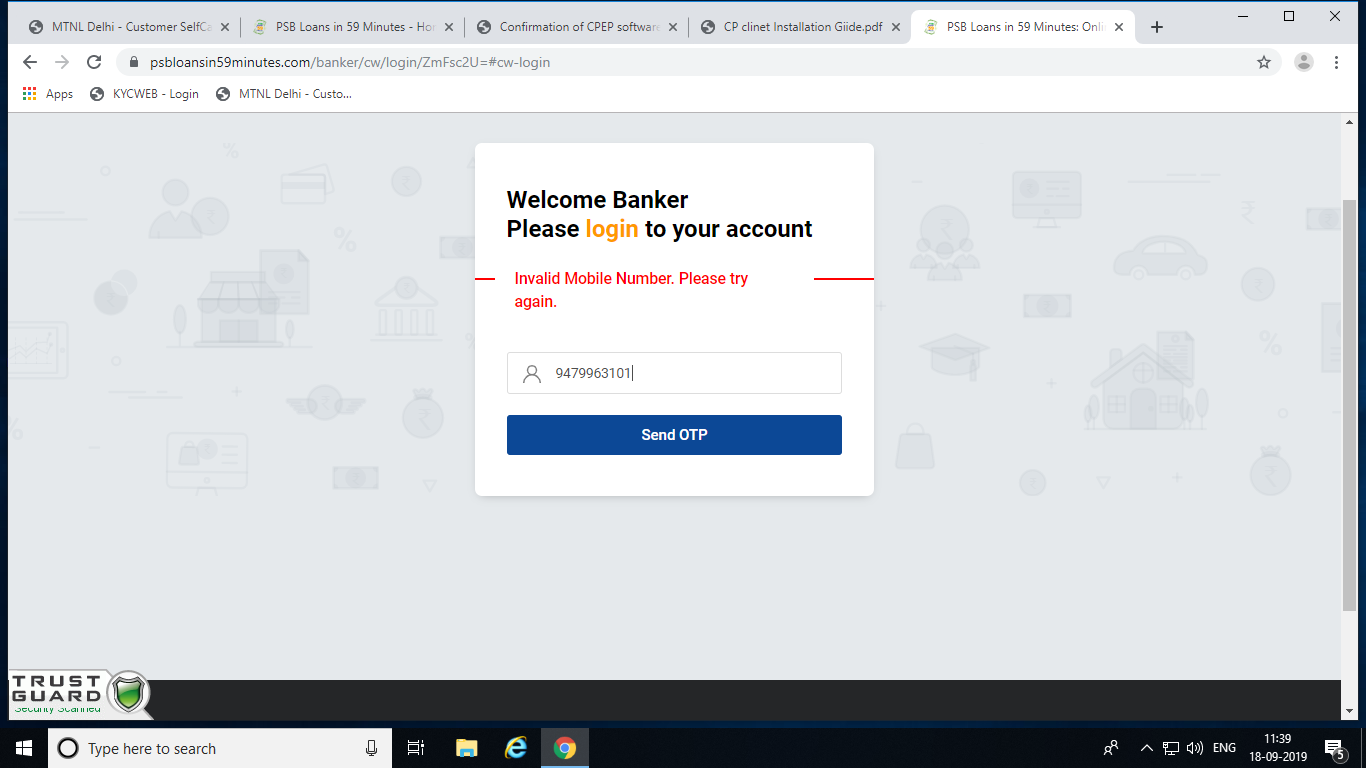 MTNL Delhi - Customer SelfCa
PSB Loans in 59 Minutes - Hor
Confirmation of CPEP software
CP clinet Installation Giide.pdf
PSB Loans in 59 Minutes: Onli
psbloansin59minutes.com/banker/cw/login/ZmFsc2U=#cw-login
Apps
KYCWEB - Login
MTNL Delhi - Custo...
Welcome Banker
Please login to your account
Invalid Mobile Number. Please try
again.
9479963101
Send OTP
TRUST
GUARD
Security Scanned
Type here to search
ENG
11:39
18-09-2019
5